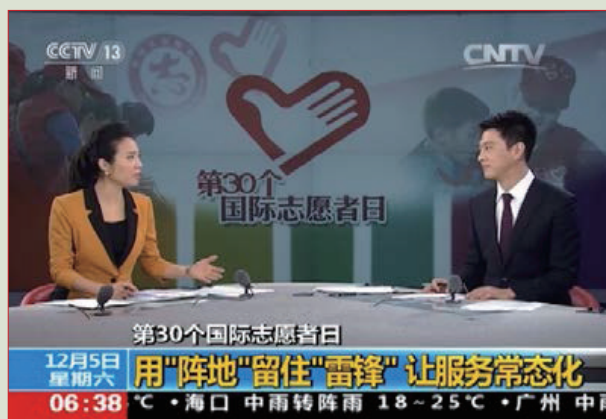 CCTV 13
新闻
CNTV
志
第30个
国际志愿者日
第30个国际志愿者日
12月5日
星期六
用"阵地"留住"雷锋" 让服务常态化
06:38
℃ •海口 中雨转阵雨 18～25℃ •广州 中雨